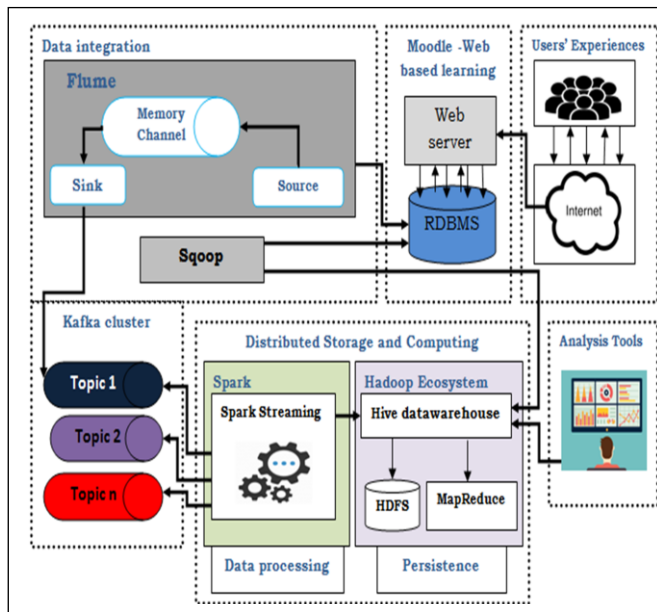 Data integration
Flume
Memory
Channel
Sink
Source
Sqoop
Moodle -Web
based learning
Web
server
RDBMS
Users' Experiences
Internet
Kafka cluster
Topic 1
Topic 2
Topic n
Distributed Storage and Computing
Spark
Spark Streaming
Data processing
Hadoop Ecosystem
Hive datawarehouse
HDFS
MapReduce
Persistence
Analysis Tools